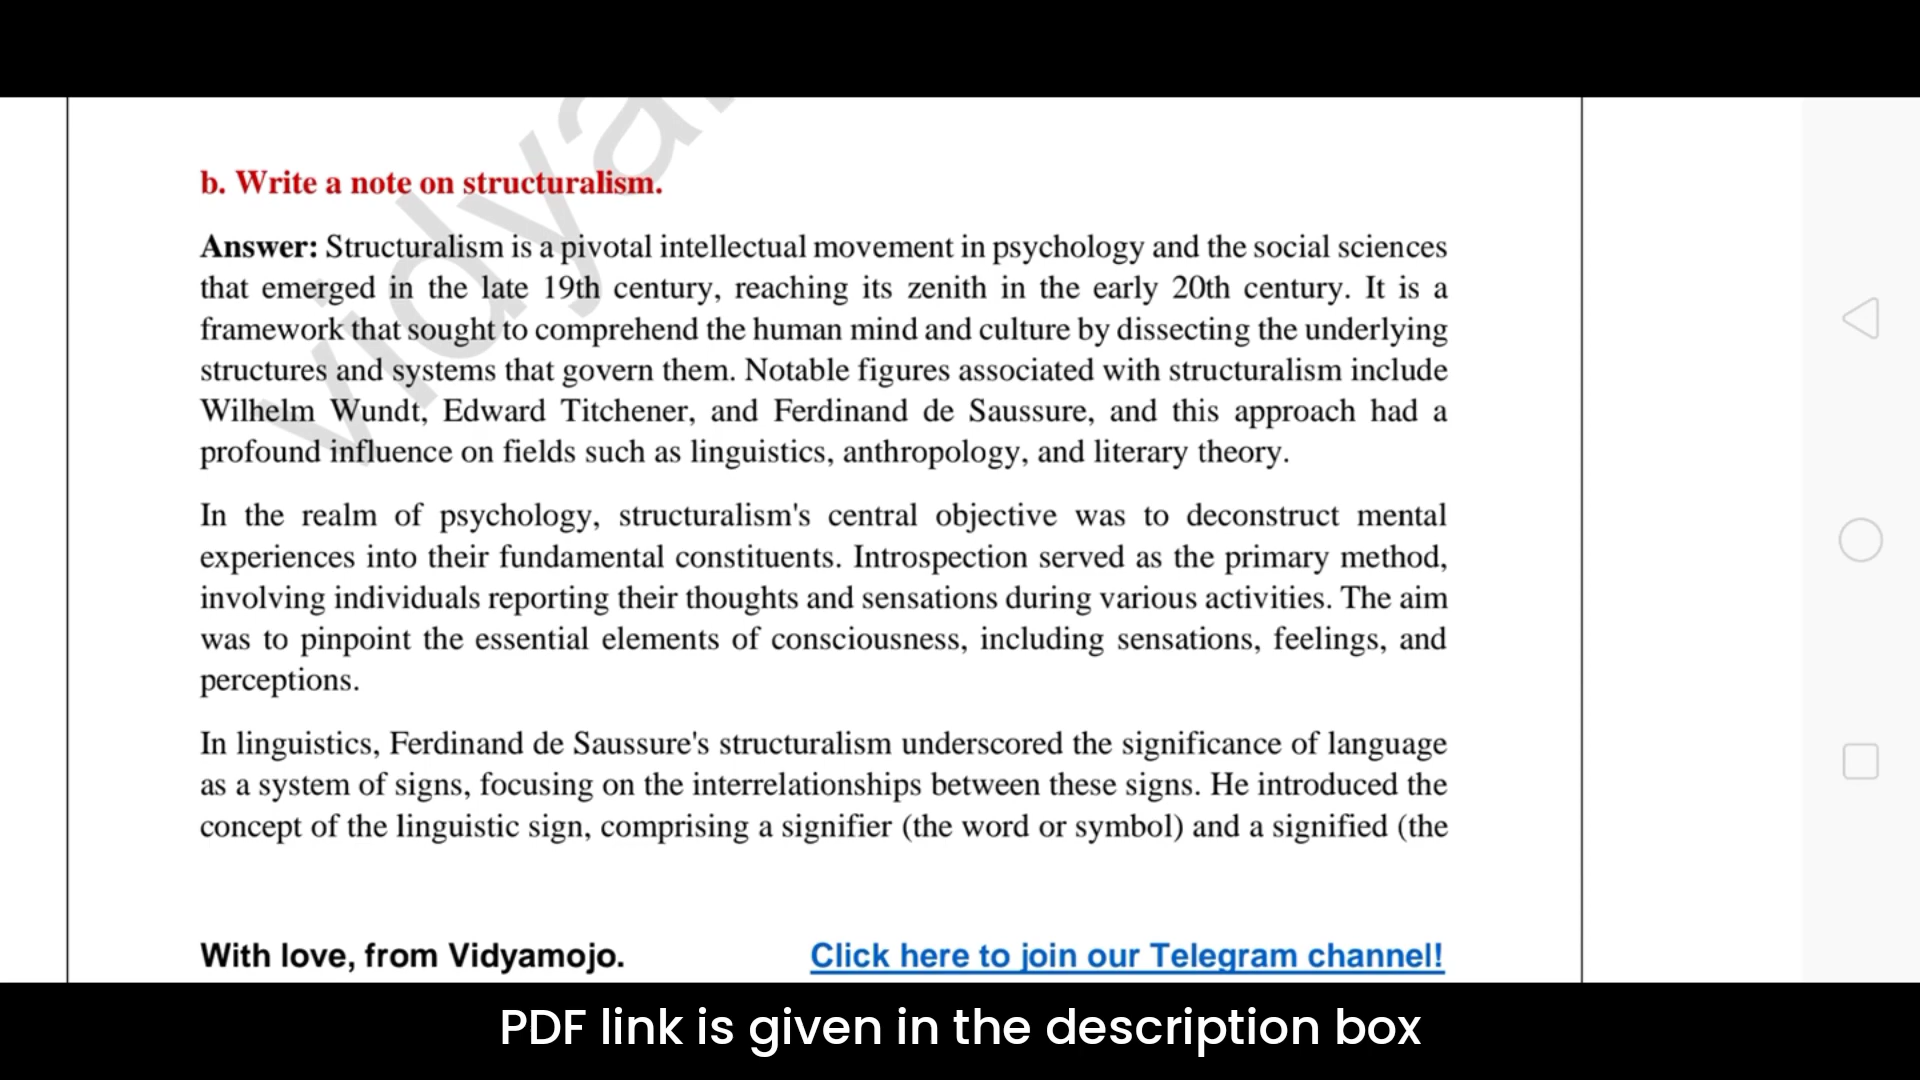 b. Write a note on structuralism.
Answer: Structuralism is a pivotal intellectual movement in psychology and the social sciences
that emerged in the late 19th century, reaching its zenith in the early 20th century. It is a
framework that sought to comprehend the human mind and culture by dissecting the underlying
structures and systems that govern them. Notable figures associated with structuralism include
Wilhelm Wundt, Edward Titchener, and Ferdinand de Saussure, and this approach had a
profound influence on fields such as linguistics, anthropology, and literary theory.
In the realm of psychology, structuralism's central objective was to deconstruct mental
experiences into their fundamental constituents. Introspection served as the primary method,
involving individuals reporting their thoughts and sensations during various activities. The aim
was to pinpoint the essential elements of consciousness, including sensations, feelings, and
perceptions.
In linguistics, Ferdinand de Saussure's structuralism underscored the significance of language
as a system of signs, focusing on the interrelationships between these signs. He introduced the
concept of the linguistic sign, comprising a signifier (the word or symbol) and a signified (the
With love, from Vidyamojo. Click here to join our Telegram channel!
PDF link is given in the description box